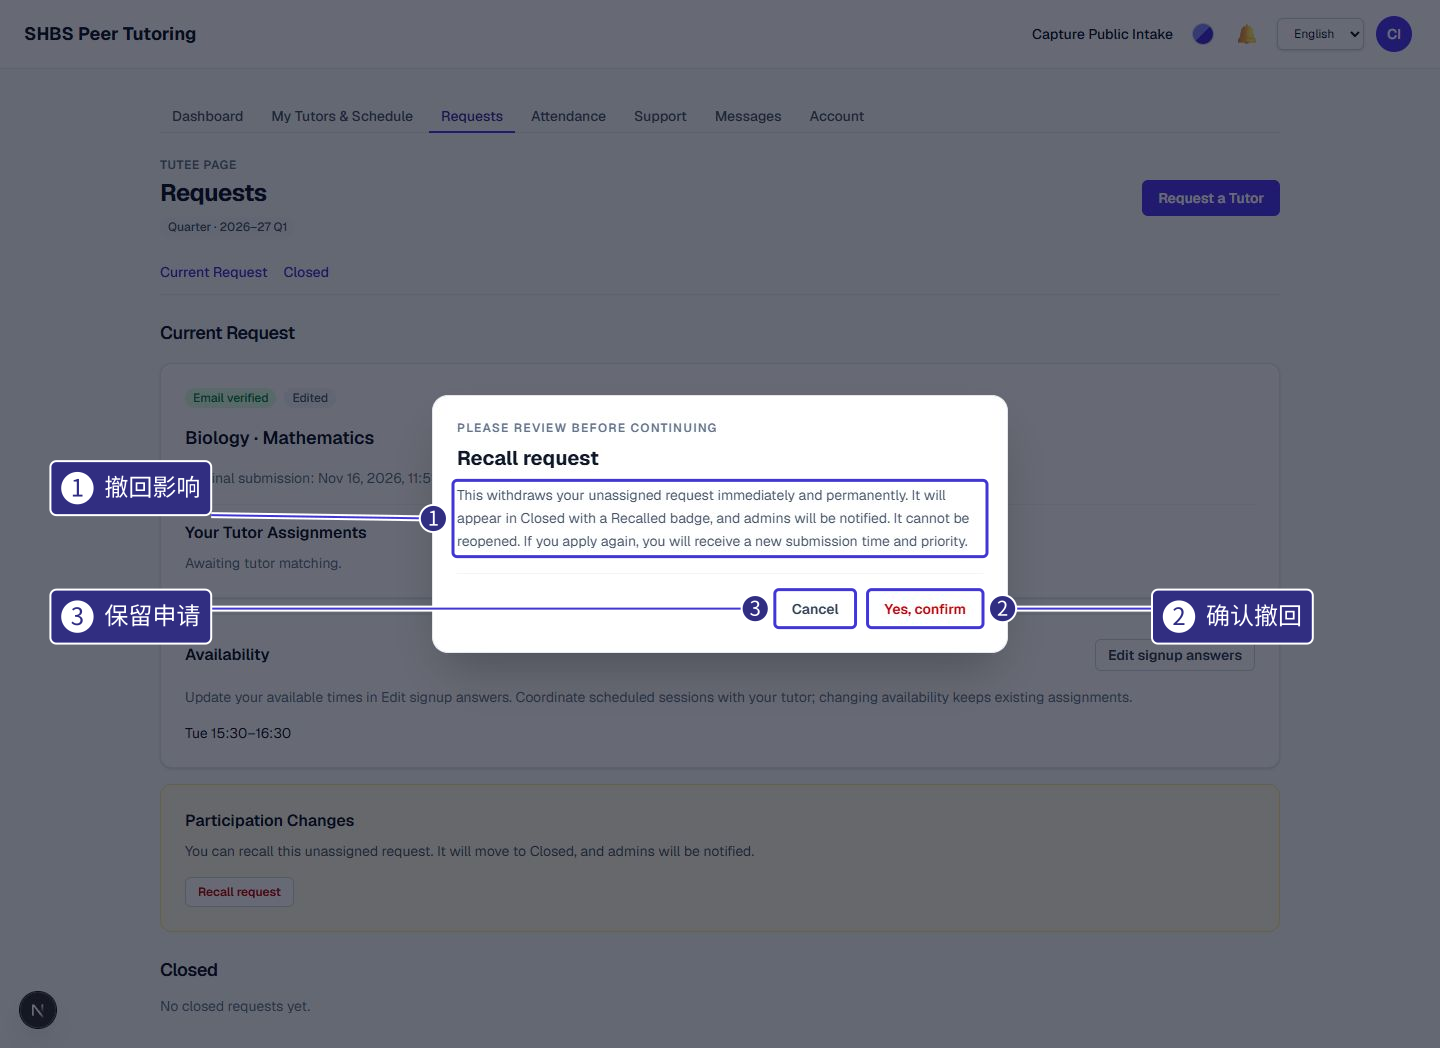 SHBS Peer Tutoring
Capture Public Intake
English
CI
Dashboard
My Tutors & Schedule
Requests
Attendance
Support
Messages
Account
TUTEE PAGE
Requests
Request a Tutor
Quarter · 2026–27 Q1
Current Request
Closed
Current Request
Email verified
Edited
Biology · Mathematics
inal submission: Nov 16, 2026, 11:5
Your Tutor Assignments
Awaiting tutor matching.
PLEASE REVIEW BEFORE CONTINUING
Recall request
This withdraws your unassigned request immediately and permanently. It will
appear in Closed with a Recalled badge, and admins will be notified. It cannot be
reopened. If you apply again, you will receive a new submission time and priority.
Cancel
Yes, confirm
1 撤回影响
1
3 保留申请
3
2
2 确认撤回
Availability
Edit signup answers
Update your available times in Edit signup answers. Coordinate scheduled sessions with your tutor; changing availability keeps existing assignments.
Tue 15:30–16:30
Participation Changes
You can recall this unassigned request. It will move to Closed, and admins will be notified.
Recall request
Closed
No closed requests yet.
N